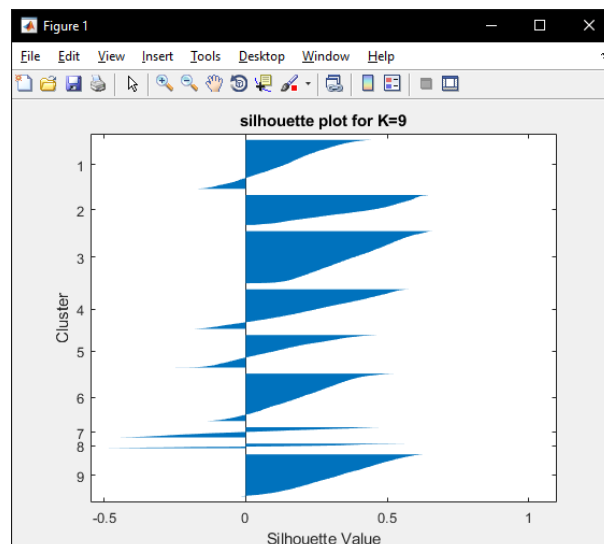 Figure 1
File Edit View Insert Tools Desktop Window Help
silhouette plot for K=9
Cluster
1
2
3
4
5
6
7
8
9
-0.5 0 0.5 1
Silhouette Value